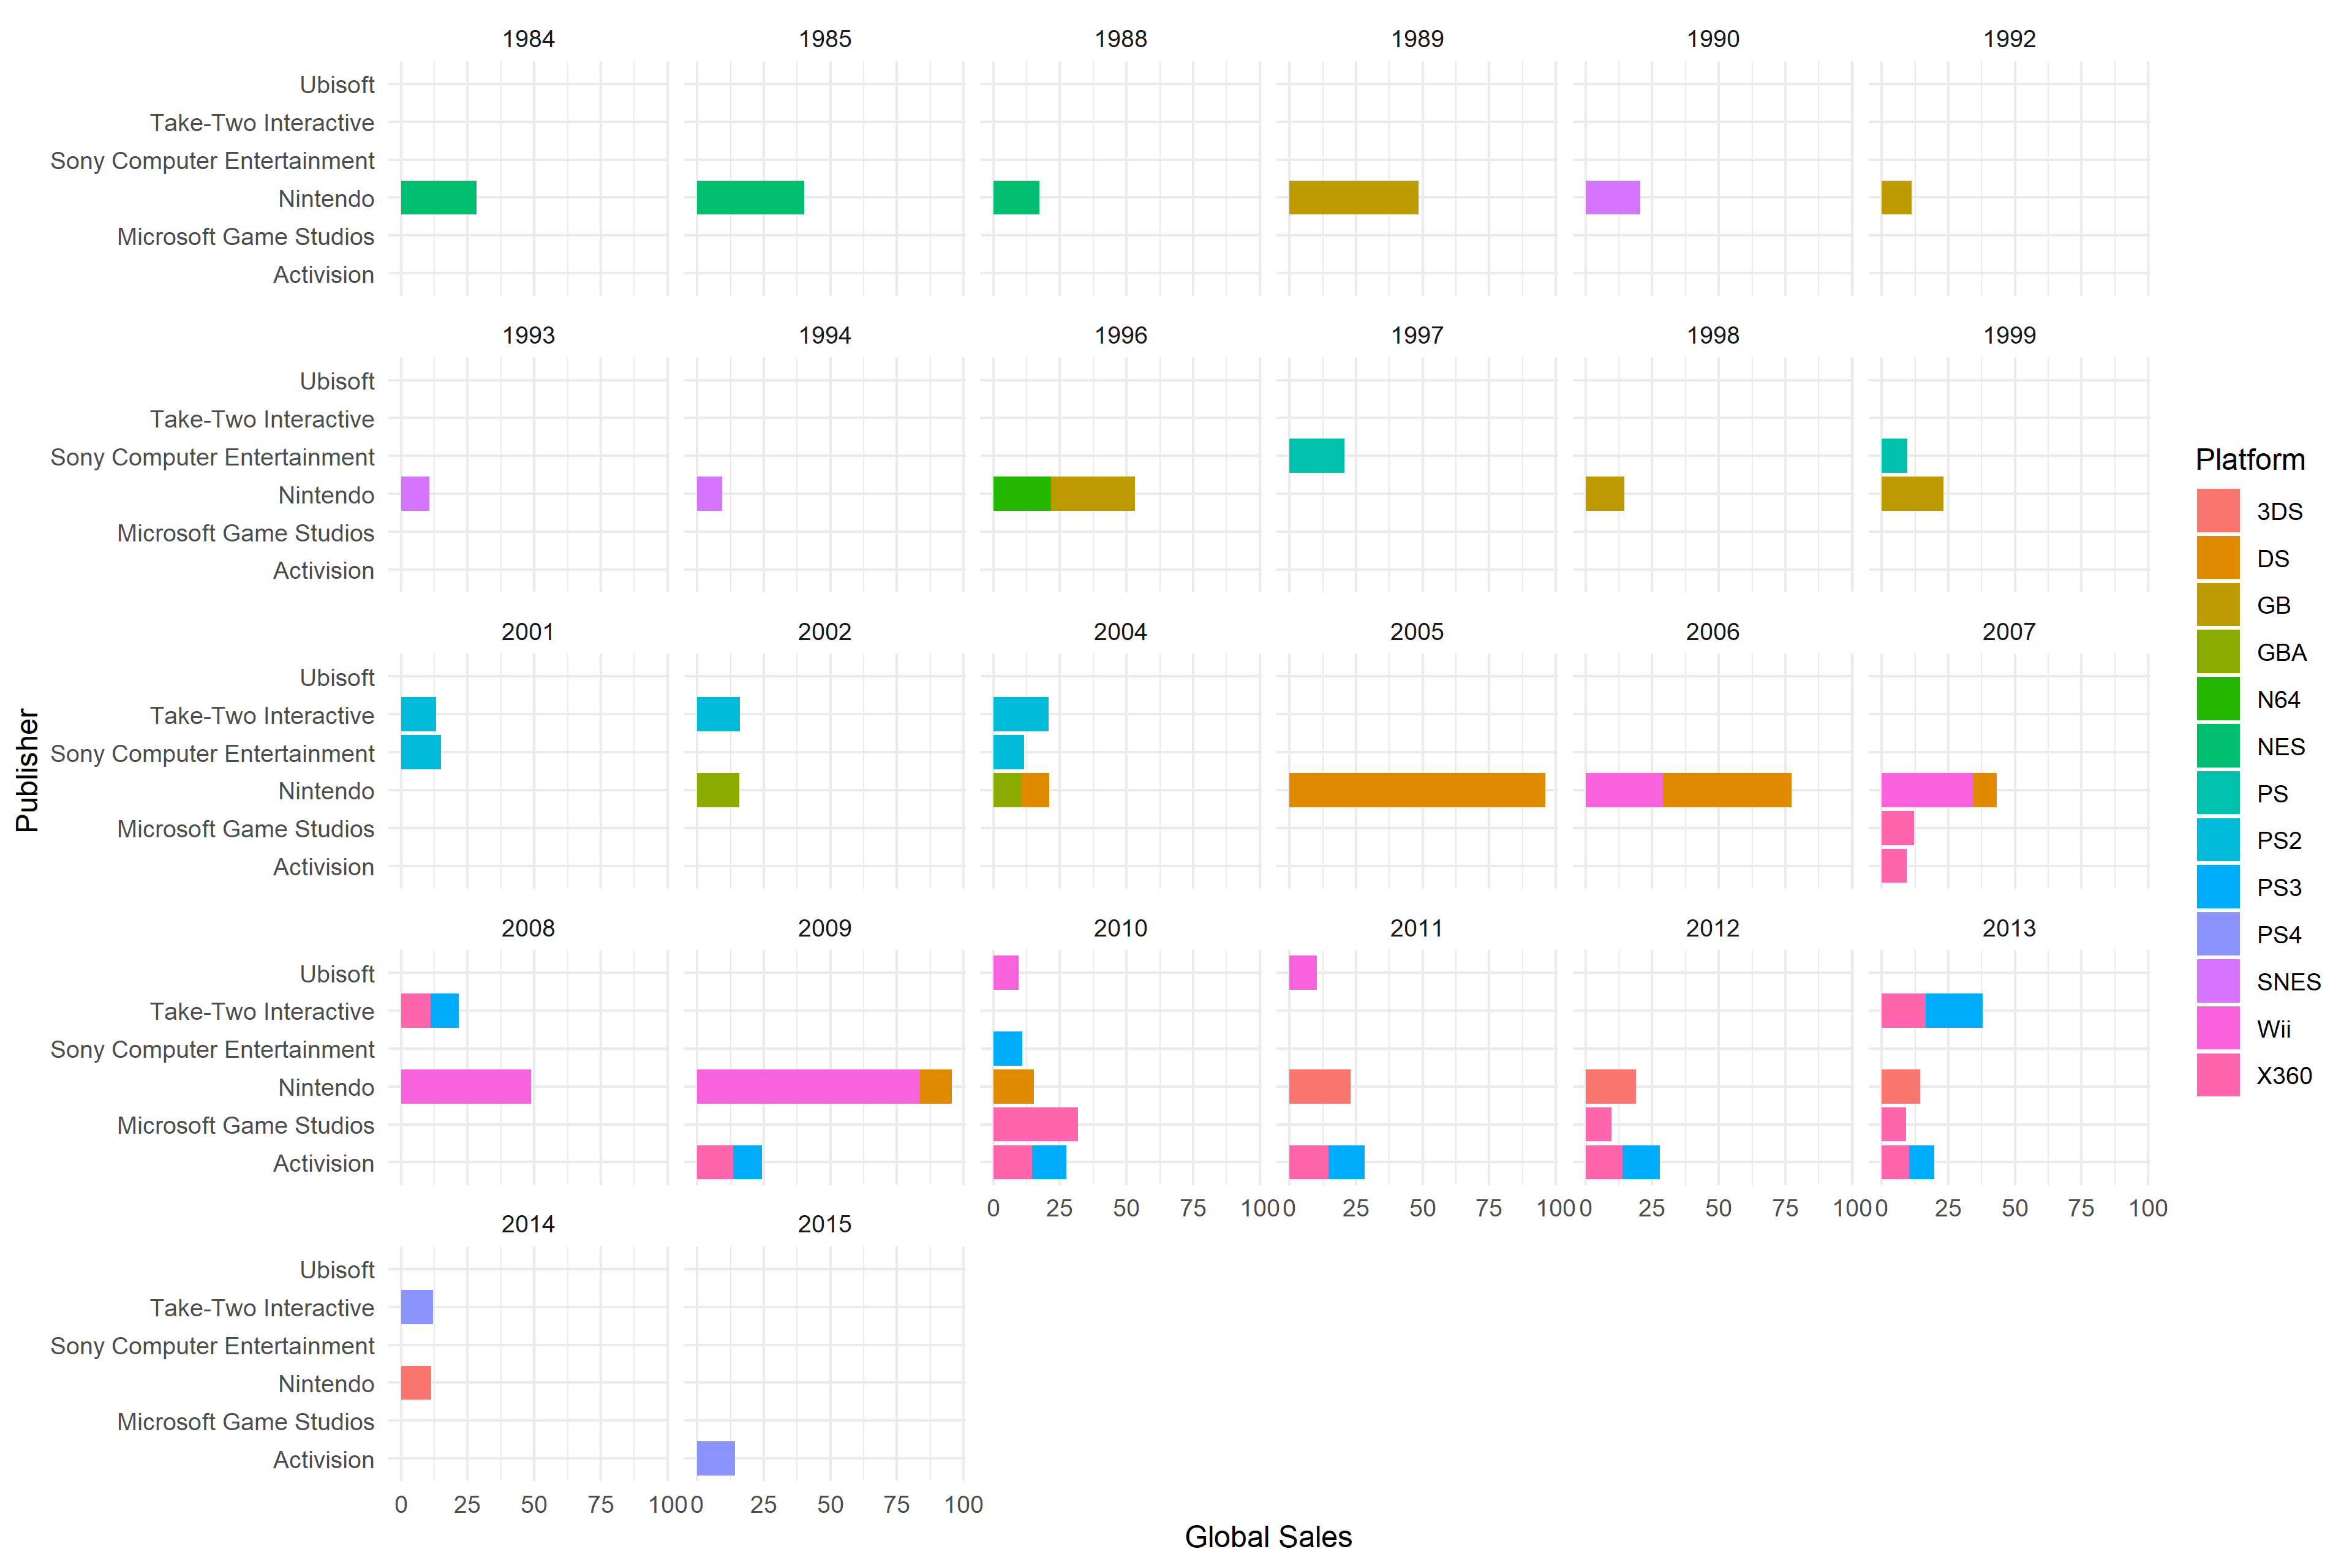 1984 1985 1988 1989 1990 1992
Ubisoft
Take-Two Interactive
Sony Computer Entertainment
Nintendo
Microsoft Game Studios
Activision
1993 1994 1996 1997 1998 1999
Ubisoft
Take-Two Interactive
Sony Computer Entertainment
Nintendo
Microsoft Game Studios
Activision
2001 2002 2004 2005 2006 2007
Ubisoft
Take-Two Interactive
Sony Computer Entertainment
Nintendo
Microsoft Game Studios
Activision
2008 2009 2010 2011 2012 2013
Ubisoft
Take-Two Interactive
Sony Computer Entertainment
Nintendo
Microsoft Game Studios
Activision
0 25 50 75 100 0 25 50 75 100 0 25 50 75 100 0 25 50 75 100
2014 2015
Ubisoft
Take-Two Interactive
Sony Computer Entertainment
Nintendo
Microsoft Game Studios
Activision
0 25 50 75 100 0 25 50 75 100
Global Sales
Publisher
Platform
3DS
DS
GB
GBA
N64
NES
PS
PS2
PS3
PS4
SNES
Wii
X360